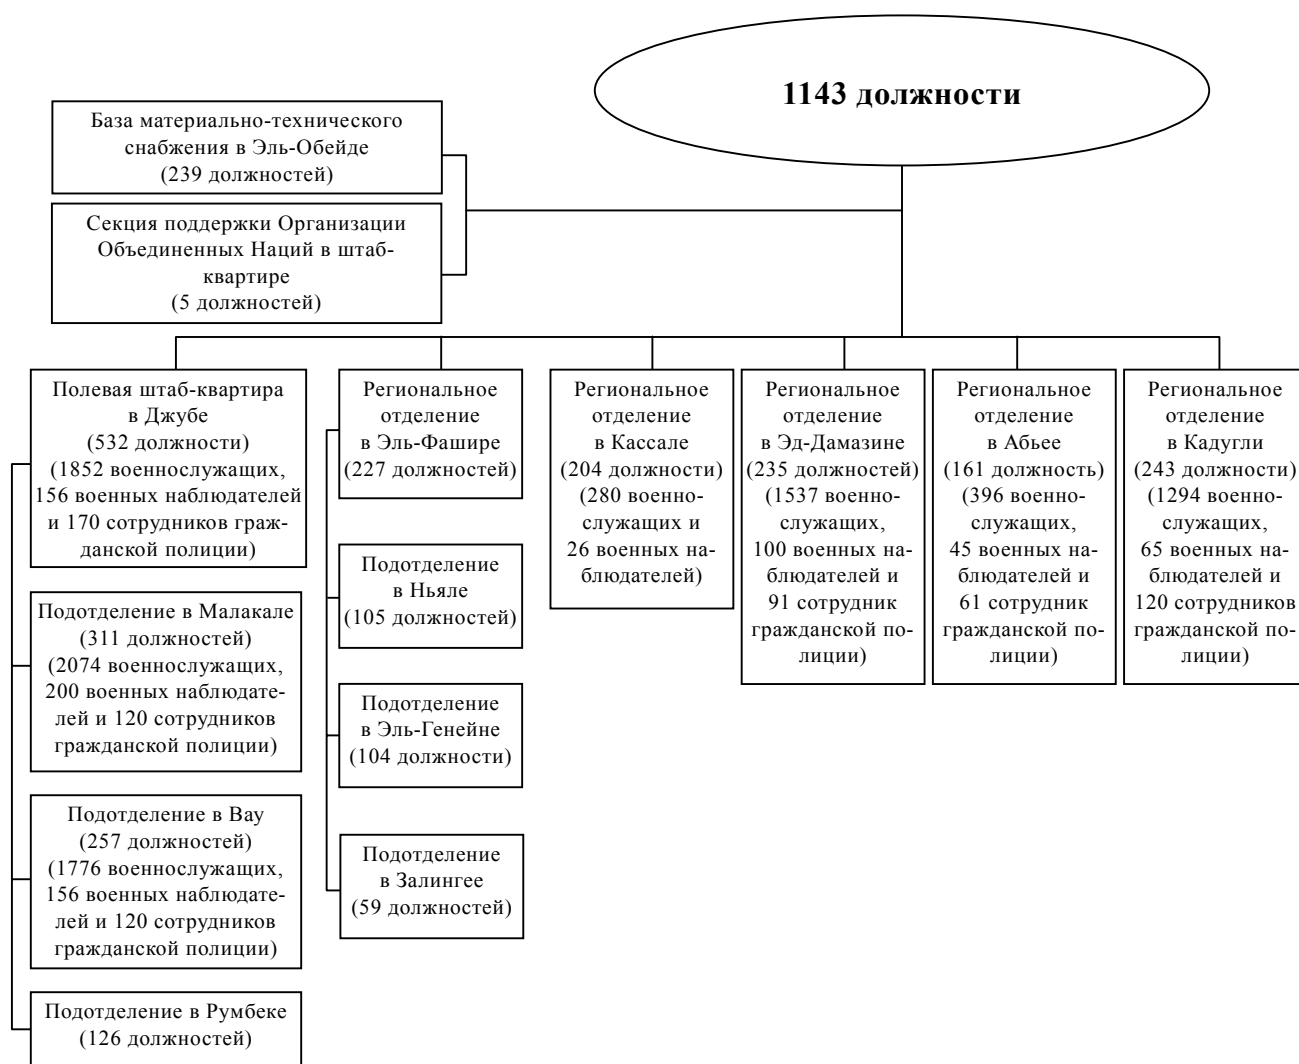 1143 должности
База материально-технического
снабжения в Эль-Обейде
(239 должностей)
Секция поддержки Организации
Объединенных Наций в штаб-
квартире
(5 должностей)
Полевая штаб-квартира
в Джубе
(532 должности)
(1852 военнослужащих,
156 военных наблюдателей
и 170 сотрудников граж-
данской полиции)
Подотделение в Малакале
(311 должностей)
(2074 военнослужащих,
200 военных наблюдате-
лей и 120 сотрудников
гражданской полиции)
Подотделение в Вау
(257 должностей)
(1776 военнослужащих,
156 военных наблюдате-
лей и 120 сотрудников
гражданской полиции)
Подотделение в Румбеке
(126 должностей)
Региональное
отделение
в Эль-Фашире
(227 должностей)
Подотделение
в Ньяле
(105 должностей)
Подотделение
в Эль-Генейне
(104 должности)
Подотделение
в Залингее
(59 должностей)
Региональное
отделение
в Кассале
(204 должности)
(280 военно-
служащих и
26 военных на-
блюдателей)
Региональное
отделение
в Эд-Дамазине
(235 должностей)
(1537 военно-
служащих,
100 военных на-
блюдателей и
91 сотрудник
гражданской по-
лиции)
Региональное
отделение
в Абьее
(161 должность)
(396 военно-
служащих,
45 военных на-
блюдателей и
61 сотрудник
гражданской по-
лиции)
Региональное
отделение
в Кадугли
(243 должности)
(1294 военно-
служащих,
65 военных на-
блюдателей и
120 сотрудников
гражданской по-
лиции)